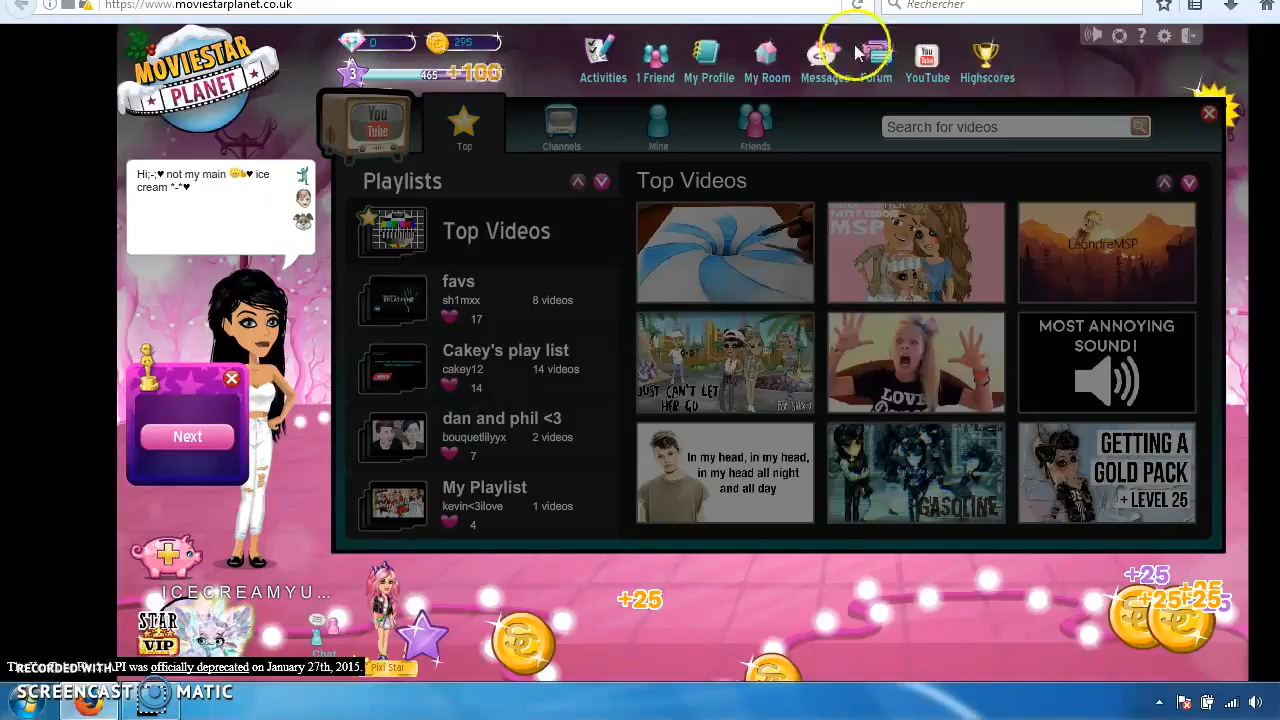 https://www.moviestarplanet.co.uk
Rechercher
MOVIESTAR
PLANET
0
295
3
465
+100
Activities
1 Friend
My Profile
My Room
Messages
Forum
YouTube
Highscores
You
Tube
Top
Channels
Mine
Friends
Search for videos
Hi;-;♥ not my main 😁👍♥ ice
cream *-*♥
Playlists
Top Videos
Top Videos
favs
sh1mxx
8 videos
17
Cakey's play list
cakey12
14 videos
14
dan and phil <3
bouquetlilyyx
2 videos
7
My Playlist
kevin<3ilove
1 videos
4
MSP
LeondreMSP
JUST CAN'T LET
HER GO
LOVE
MOST ANNOYING
SOUND!
In my head, in my head,
in my head all night
and all day
GASOLINE
GETTING A
GOLD PACK
+ LEVEL 25
Next
ICECREAMYU...
STAR
VIP
Chat
Pixi Star
+25
+25
+25
+25
officially deprecated on January 27th, 2015.
RECORDED WITH
SCREENCAST MATIC